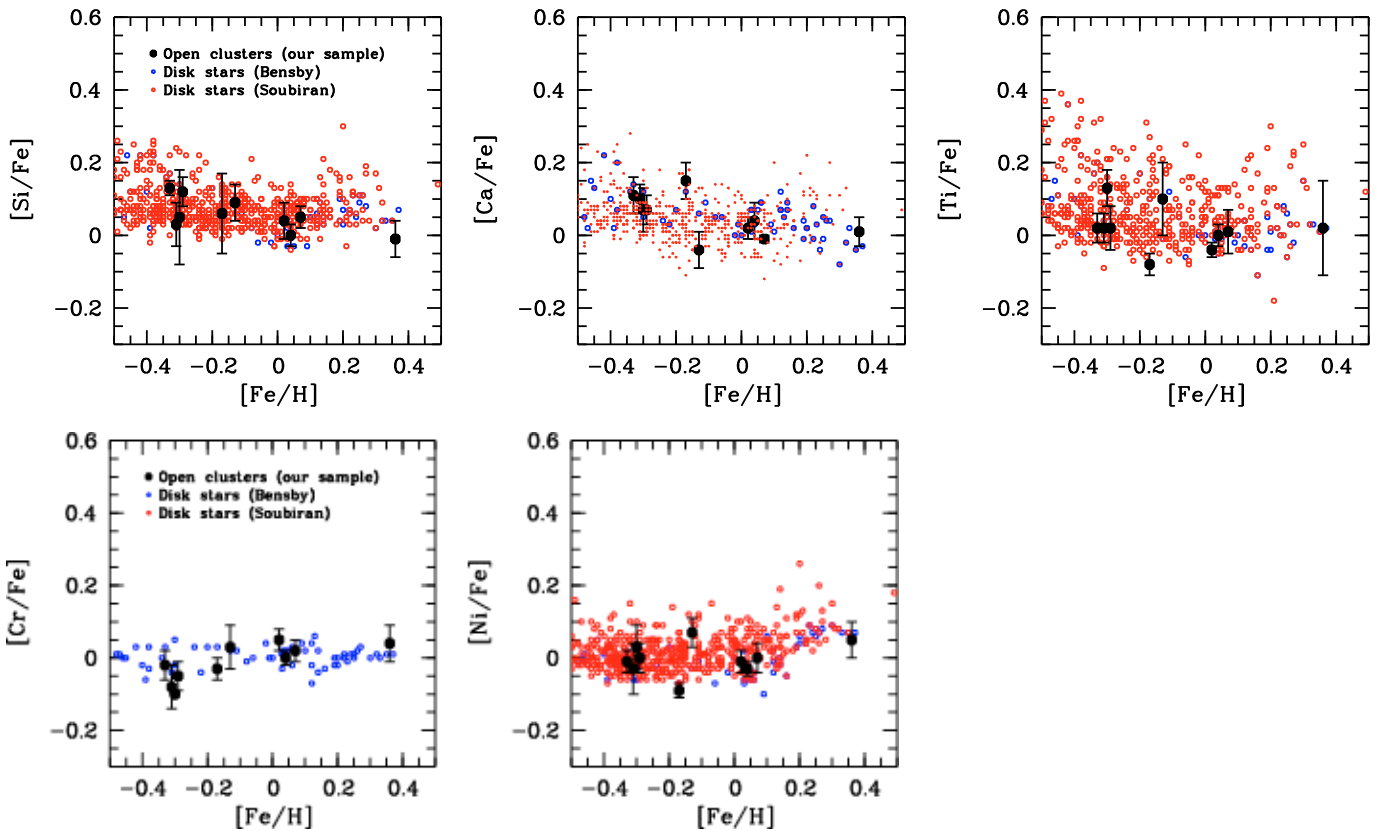 0.6
0.4
0.2
0
−0.2
[Si/Fe]
Open clusters (our sample)
Disk stars (Bensby)
Disk stars (Soubiran)
−0.4 −0.2 0 0.2 0.4
[Fe/H]
0.6
0.4
0.2
0
−0.2
[Ca/Fe]
−0.4 −0.2 0 0.2 0.4
[Fe/H]
0.6
0.4
0.2
0
−0.2
[Ti/Fe]
−0.4 −0.2 0 0.2 0.4
[Fe/H]
0.6
0.4
0.2
0
−0.2
[Cr/Fe]
Open clusters (our sample)
Disk stars (Bensby)
Disk stars (Soubiran)
−0.4 −0.2 0 0.2 0.4
[Fe/H]
0.6
0.4
0.2
0
−0.2
[Ni/Fe]
−0.4 −0.2 0 0.2 0.4
[Fe/H]